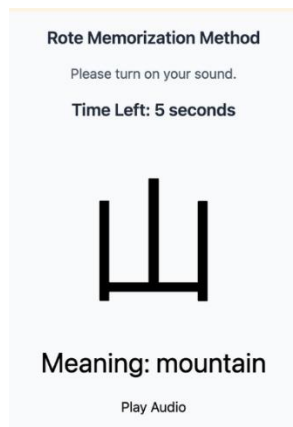 Rote Memorization Method
Please turn on your sound.
Time Left: 5 seconds
山
Meaning: mountain
Play Audio